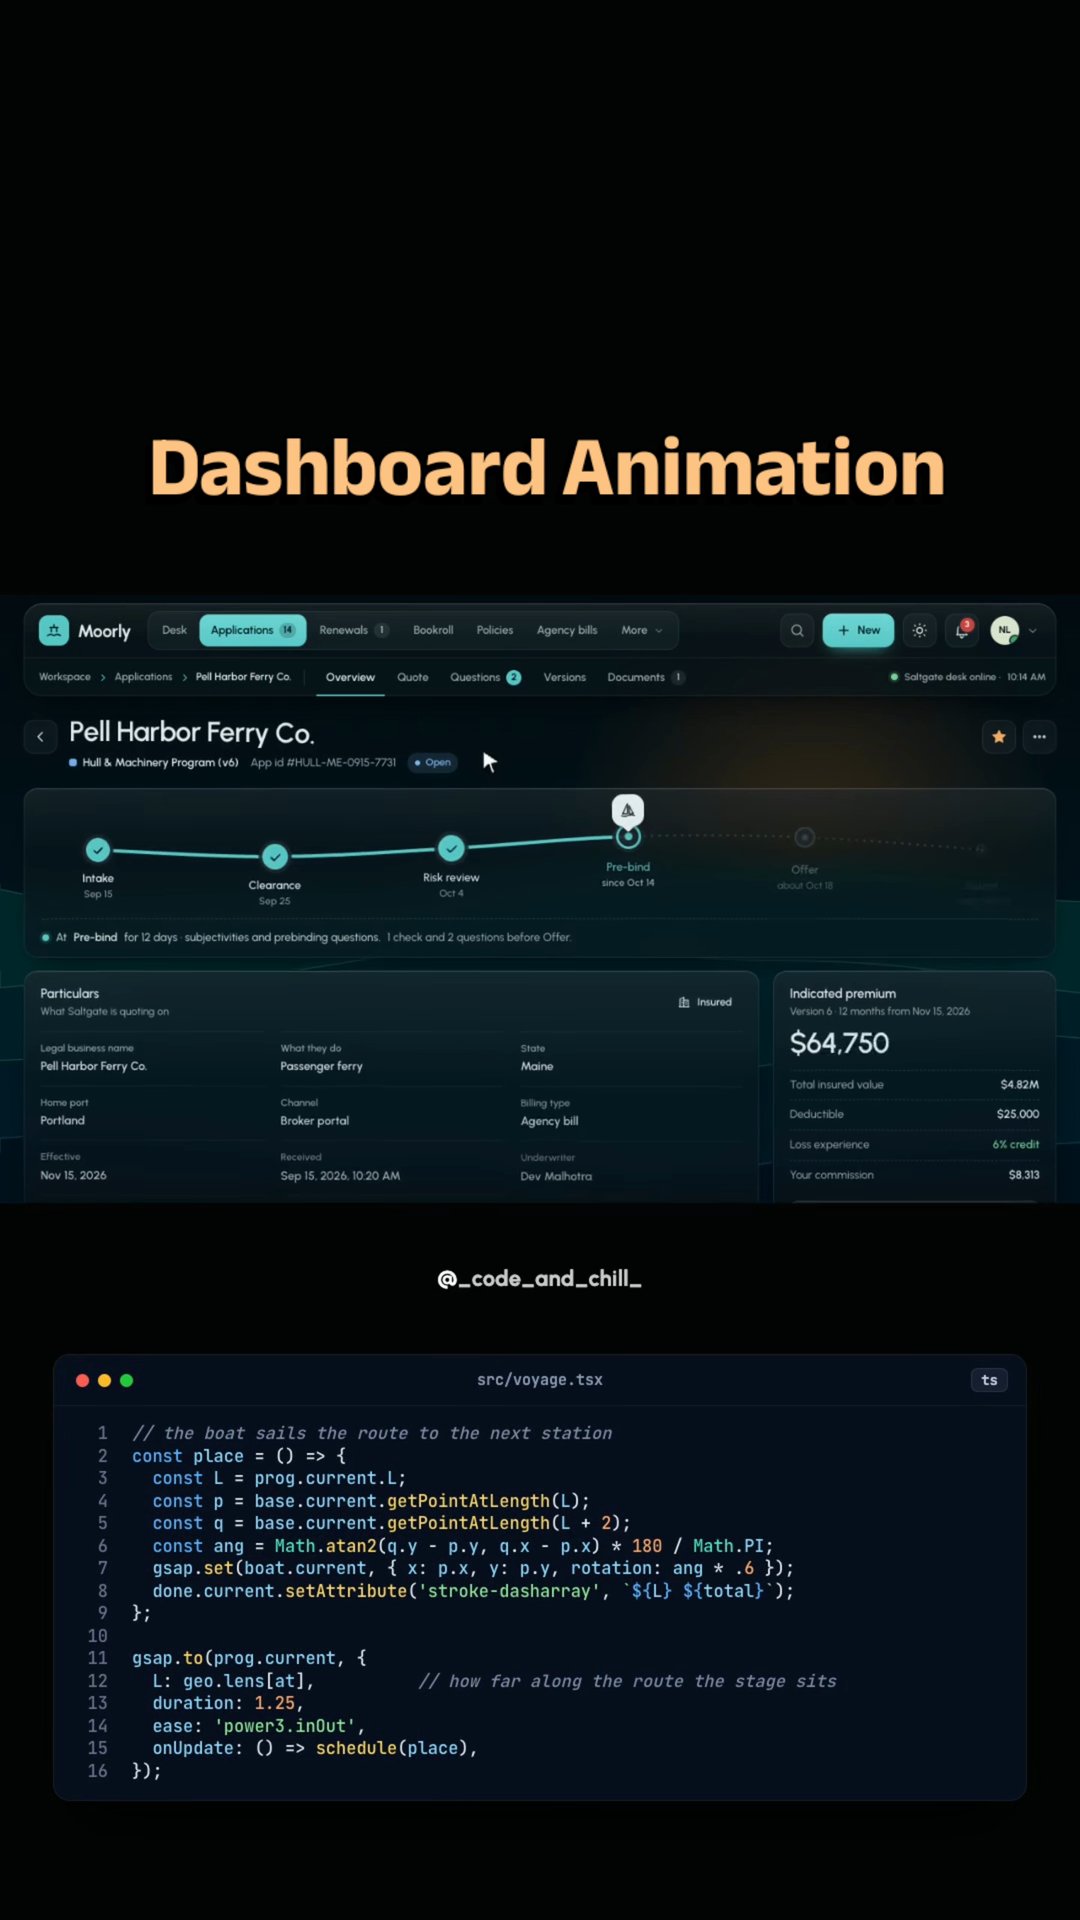 Dashboard Animation
Moorly
Desk
Applications 14
Renewals 1
Bookroll
Policies
Agency bills
More
+ New
3
NL
Workspace > Applications > Pell Harbor Ferry Co.
Overview
Quote
Questions 2
Versions
Documents 1
Saltgate desk online · 10:14 AM
Pell Harbor Ferry Co.
Hull & Machinery Program (v6) App id #HULL-ME-0915-7731 Open
Intake
Sep 15
Clearance
Sep 25
Risk review
Oct 4
Pre-bind
since Oct 14
Offer
about Oct 18
At Pre-bind for 12 days · subjectivities and prebinding questions. 1 check and 2 questions before Offer.
Particulars
What Saltgate is quoting on
Insured
Legal business name
Pell Harbor Ferry Co.
What they do
Passenger ferry
State
Maine
Home port
Portland
Channel
Broker portal
Billing type
Agency bill
Effective
Nov 15, 2026
Received
Sep 15, 2026, 10:20 AM
Underwriter
Dev Malhotra
Indicated premium
Version 6 · 12 months from Nov 15, 2026
$64,750
Total insured value $4.82M
Deductible $25,000
Loss experience 6% credit
Your commission $8,313
@_code_and_chill_
src/voyage.tsx
ts
1 // the boat sails the route to the next station
2 const place = () => {
3 const L = prog.current.L;
4 const p = base.current.getPointAtLength(L);
5 const q = base.current.getPointAtLength(L + 2);
6 const ang = Math.atan2(q.y - p.y, q.x - p.x) * 180 / Math.PI;
7 gsap.set(boat.current, { x: p.x, y: p.y, rotation: ang * .6 });
8 done.current.setAttribute('stroke-dasharray', `${L} ${total}`);
9 };
10
11 gsap.to(prog.current, {
12 L: geo.lens[at], // how far along the route the stage sits
13 duration: 1.25,
14 ease: 'power3.inOut',
15 onUpdate: () => schedule(place),
16 });